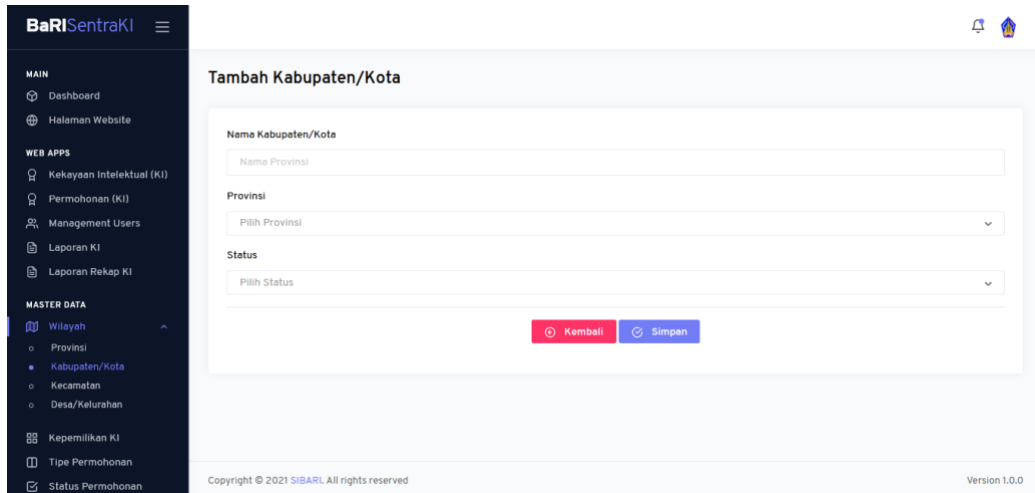 BaRISentraKI
MAIN
Dashboard
Halaman Website
WEB APPS
Kekayaan Intelektual (KI)
Permohonan (KI)
Management Users
Laporan KI
Laporan Rekap KI
MASTER DATA
Wilayah
Provinsi
Kabupaten/Kota
Kecamatan
Desa/Kelurahan
Kepemilikan KI
Tipe Permohonan
Status Permohonan
Tambah Kabupaten/Kota
Nama Kabupaten/Kota
Nama Provinsi
Provinsi
Pilih Provinsi
Status
Pilih Status
Kembali
Simpan
Copyright © 2021 SIBARI. All rights reserved
Version 1.0.0